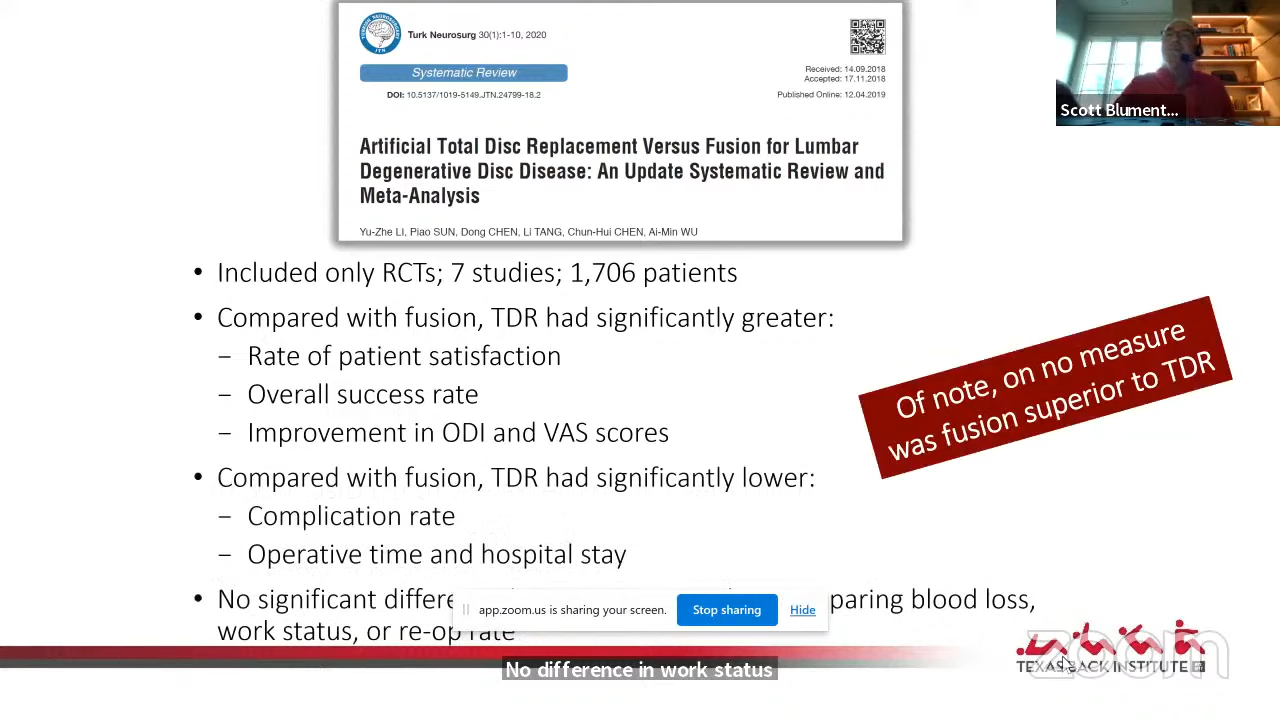 Turk Neurosurg 30(1):1-10, 2020
Systematic Review
DOI: 10.5137/1019-5149.JTN.24799-18.2
Received: 14.09.2018
Accepted: 17.11.2018
Published Online: 12.04.2019
Artificial Total Disc Replacement Versus Fusion for Lumbar
Degenerative Disc Disease: An Update Systematic Review and
Meta-Analysis
Yu-Zhe LI, Piao SUN, Dong CHEN, Li TANG, Chun-Hui CHEN, Ai-Min WU
Scott Blument...
• Included only RCTs; 7 studies; 1,706 patients
• Compared with fusion, TDR had significantly greater:
– Rate of patient satisfaction
– Overall success rate
– Improvement in ODI and VAS scores
Of note, on no measure
was fusion superior to TDR
• Compared with fusion, TDR had significantly lower:
– Complication rate
– Operative time and hospital stay
• No significant differe
paring blood loss,
work status, or re-op rate
app.zoom.us is sharing your screen.
Stop sharing
Hide
No difference in work status
zoom
TEXAS BACK INSTITUTE